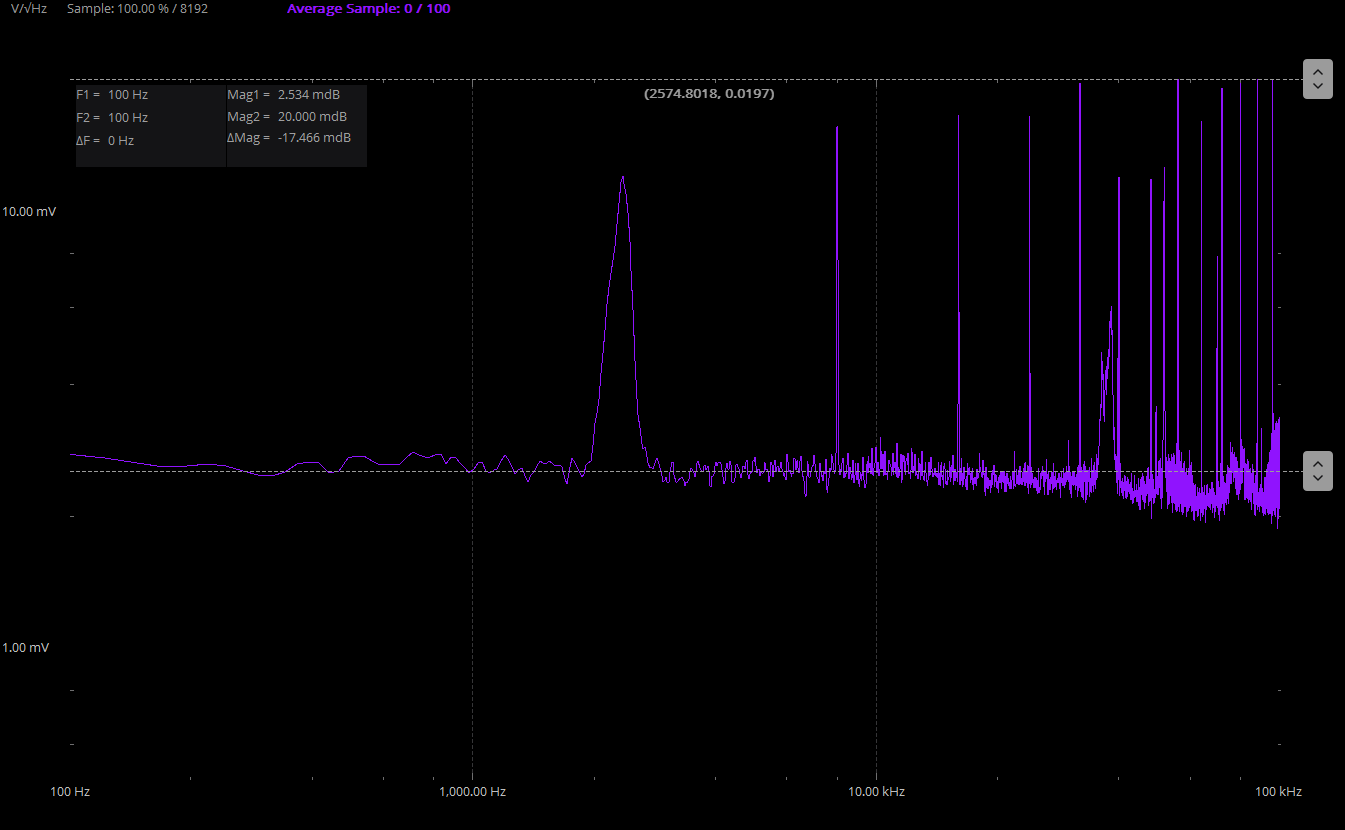 V/√Hz Sample: 100.00 % / 8192 Average Sample: 0 / 100
F1 = 100 Hz Mag1 = 2.534 mdB (2574.8018, 0.0197)
F2 = 100 Hz Mag2 = 20.000 mdB
ΔF = 0 Hz ΔMag = -17.466 mdB
10.00 mV
1.00 mV
100 Hz 1,000.00 Hz 10.00 kHz 100 kHz